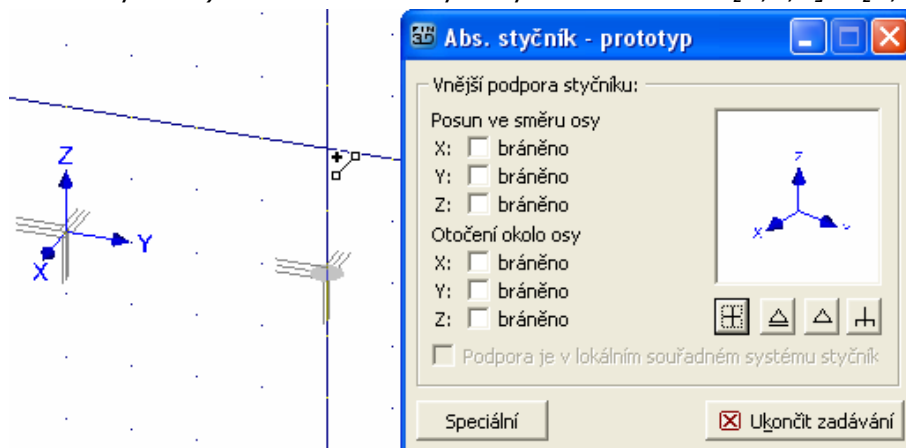 Abs. styčník - prototyp
Vnější podpora styčníku:
Posun ve směru osy
X: bráněno
Y: bráněno
Z: bráněno
Otočení okolo osy
X: bráněno
Y: bráněno
Z: bráněno
Podpora je v lokálním souřadném systému styčník
Speciální
Ukončit zadávání
Z
Y
X
Z
X
Y